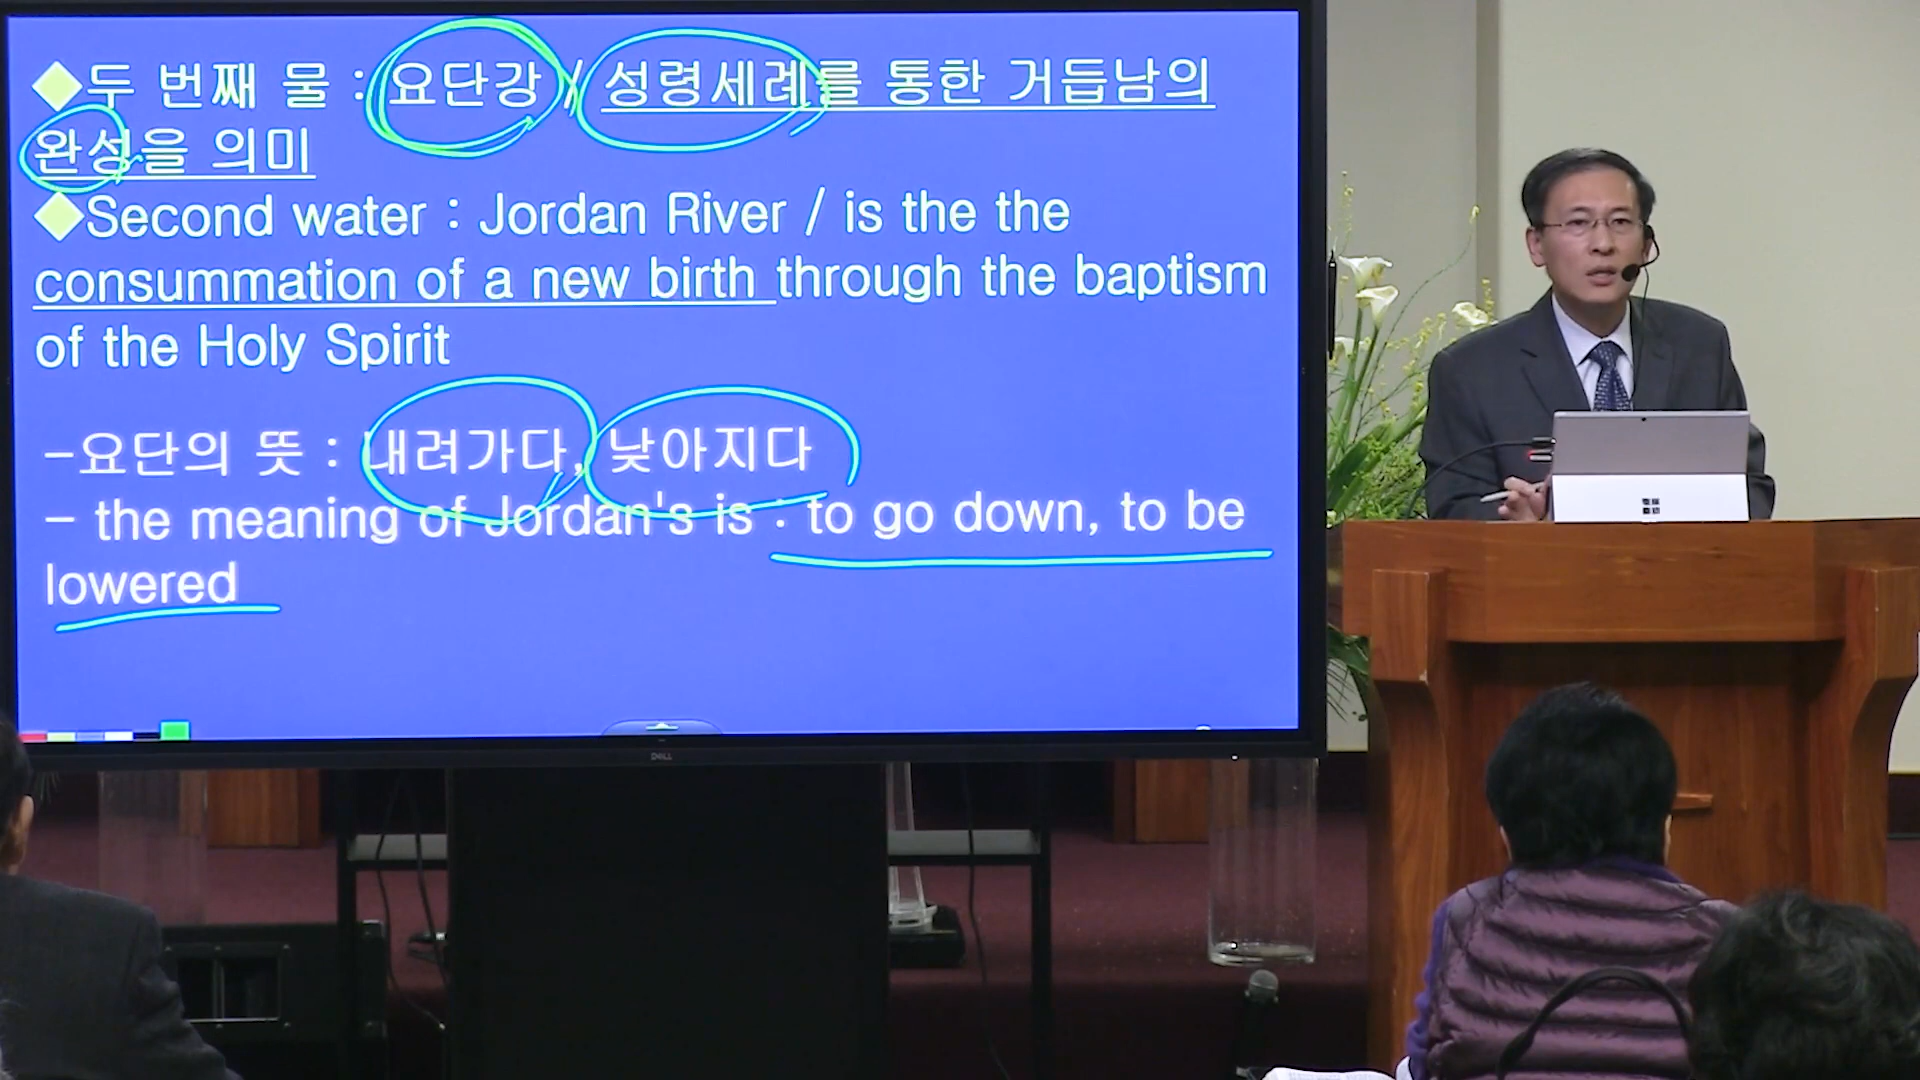 ◆두 번째 물 : 요단강 / 성령세례를 통한 거듭남의
완성을 의미
◆Second water : Jordan River / is the the
consummation of a new birth through the baptism
of the Holy Spirit
-요단의 뜻 : 내려가다, 낮아지다
- the meaning of Jordan's is : to go down, to be
lowered
DELL